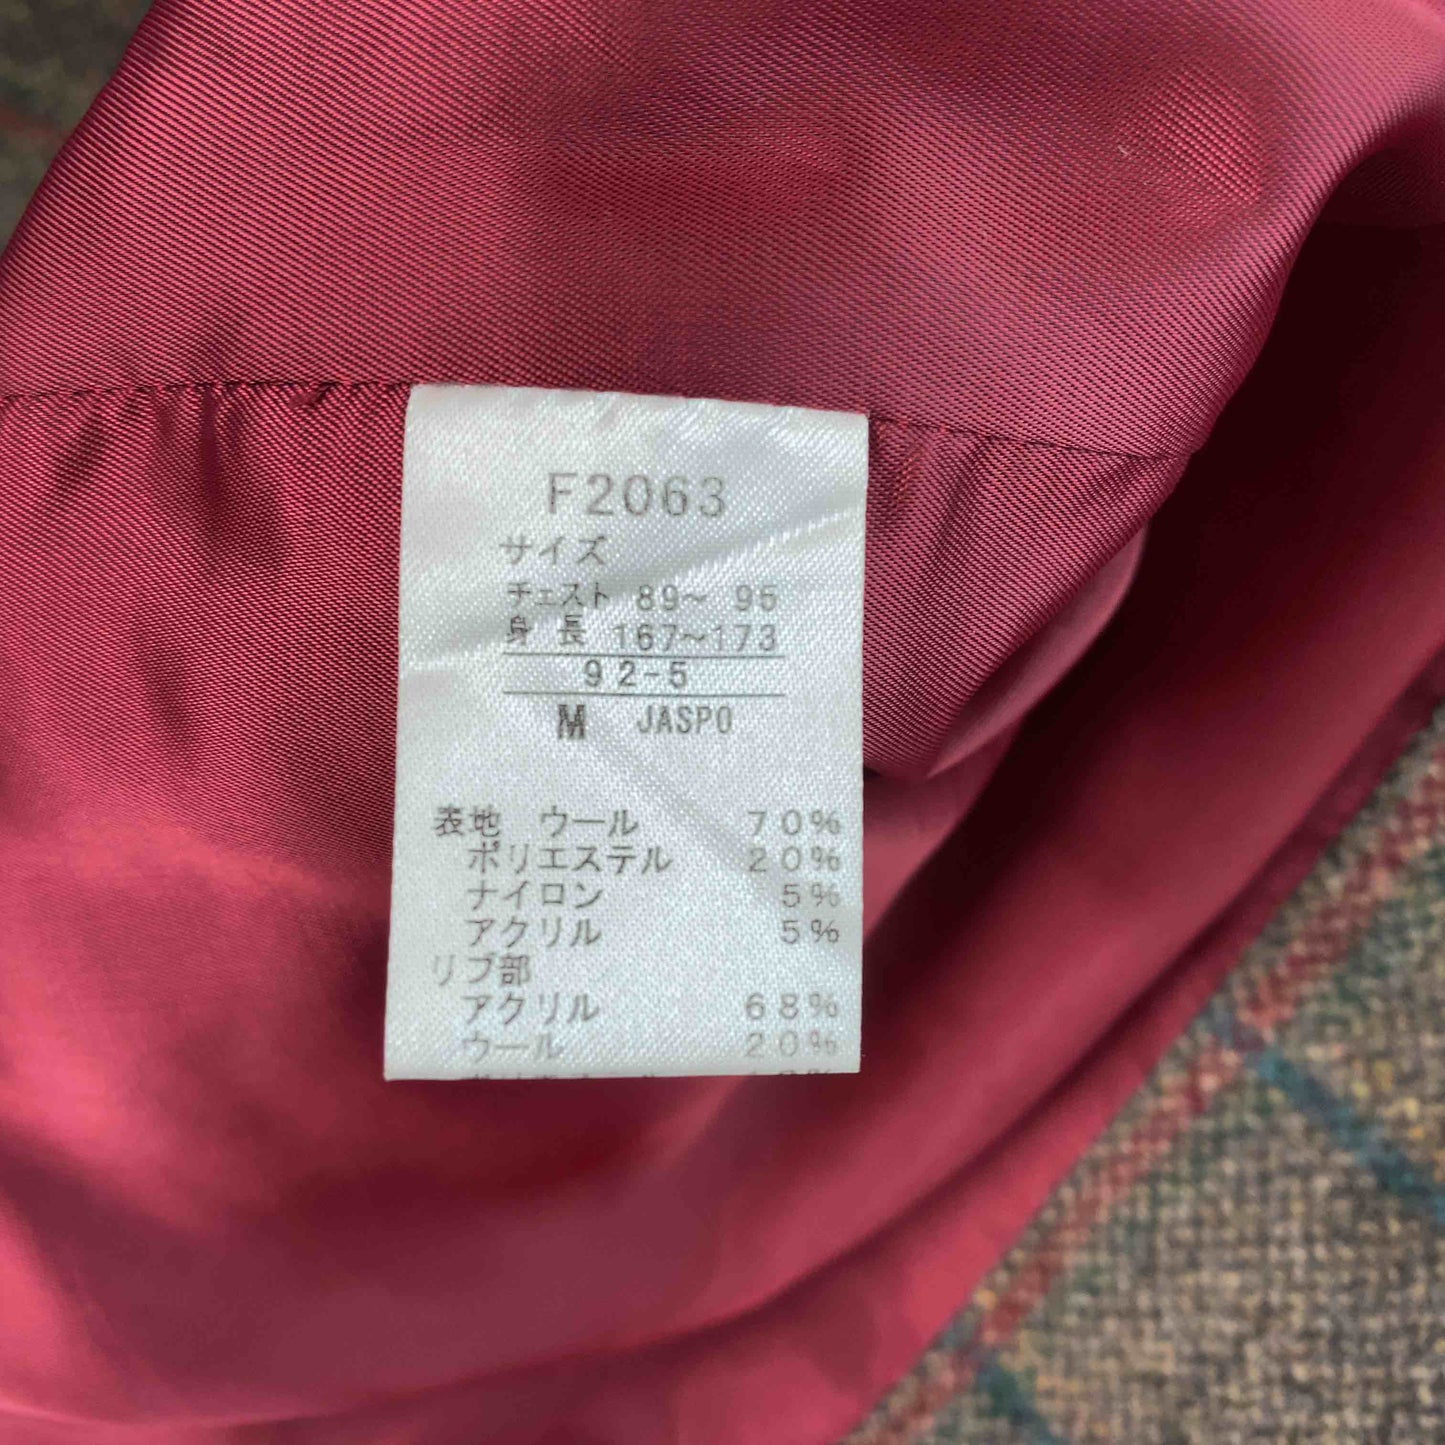 F2063
サイズ
チェスト 89~ 95
身 長 167~173
92-5
M JASPO
表地 ウール 70%
ポリエステル 20%
ナイロン 5%
アクリル 5%
リブ部
アクリル 68%
ウール 20%